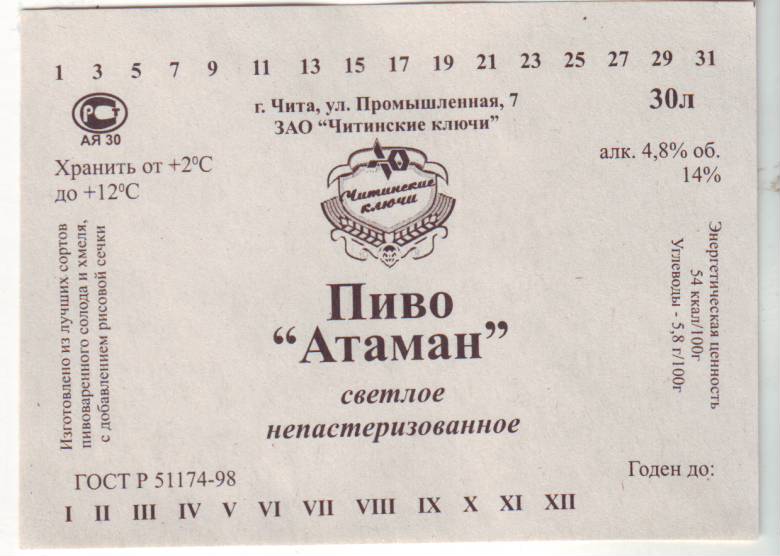 1 3 5 7 9 11 13 15 17 19 21 23 25 27 29 31
РСТ
АЯ 30
г. Чита, ул. Промышленная, 7
ЗАО “Читинские ключи”
30л
Хранить от +2⁰С
до +12⁰С
алк. 4,8% об.
14%
Читинские
ключи
Изготовлено из лучших сортов
пивоваренного солода и хмеля,
с добавлением рисовой сечки
Пиво
“Атаман”
светлое
непастеризованное
Энергетическая ценность
54 ккал/100г
Углеводы - 5,8 г/100г
ГОСТ Р 51174-98
Годен до:
I II III IV V VI VII VIII IX X XI XII